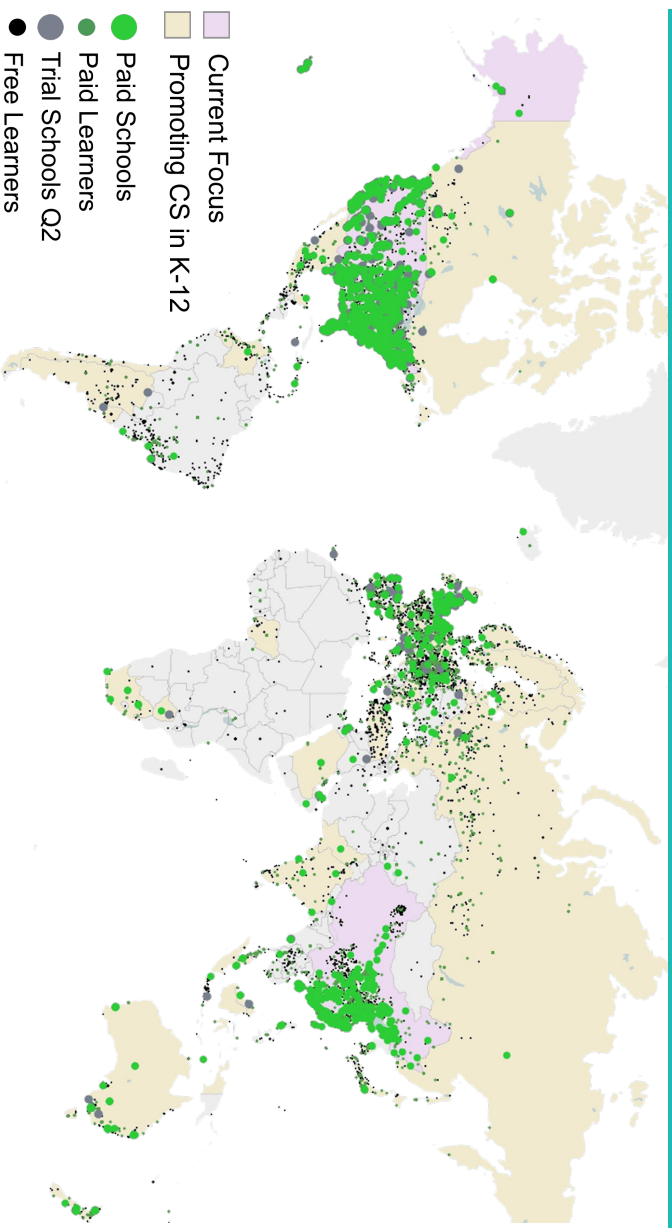 Current Focus
Promoting CS in K-12
Paid Schools
Paid Learners
Trial Schools Q2
Free Learners